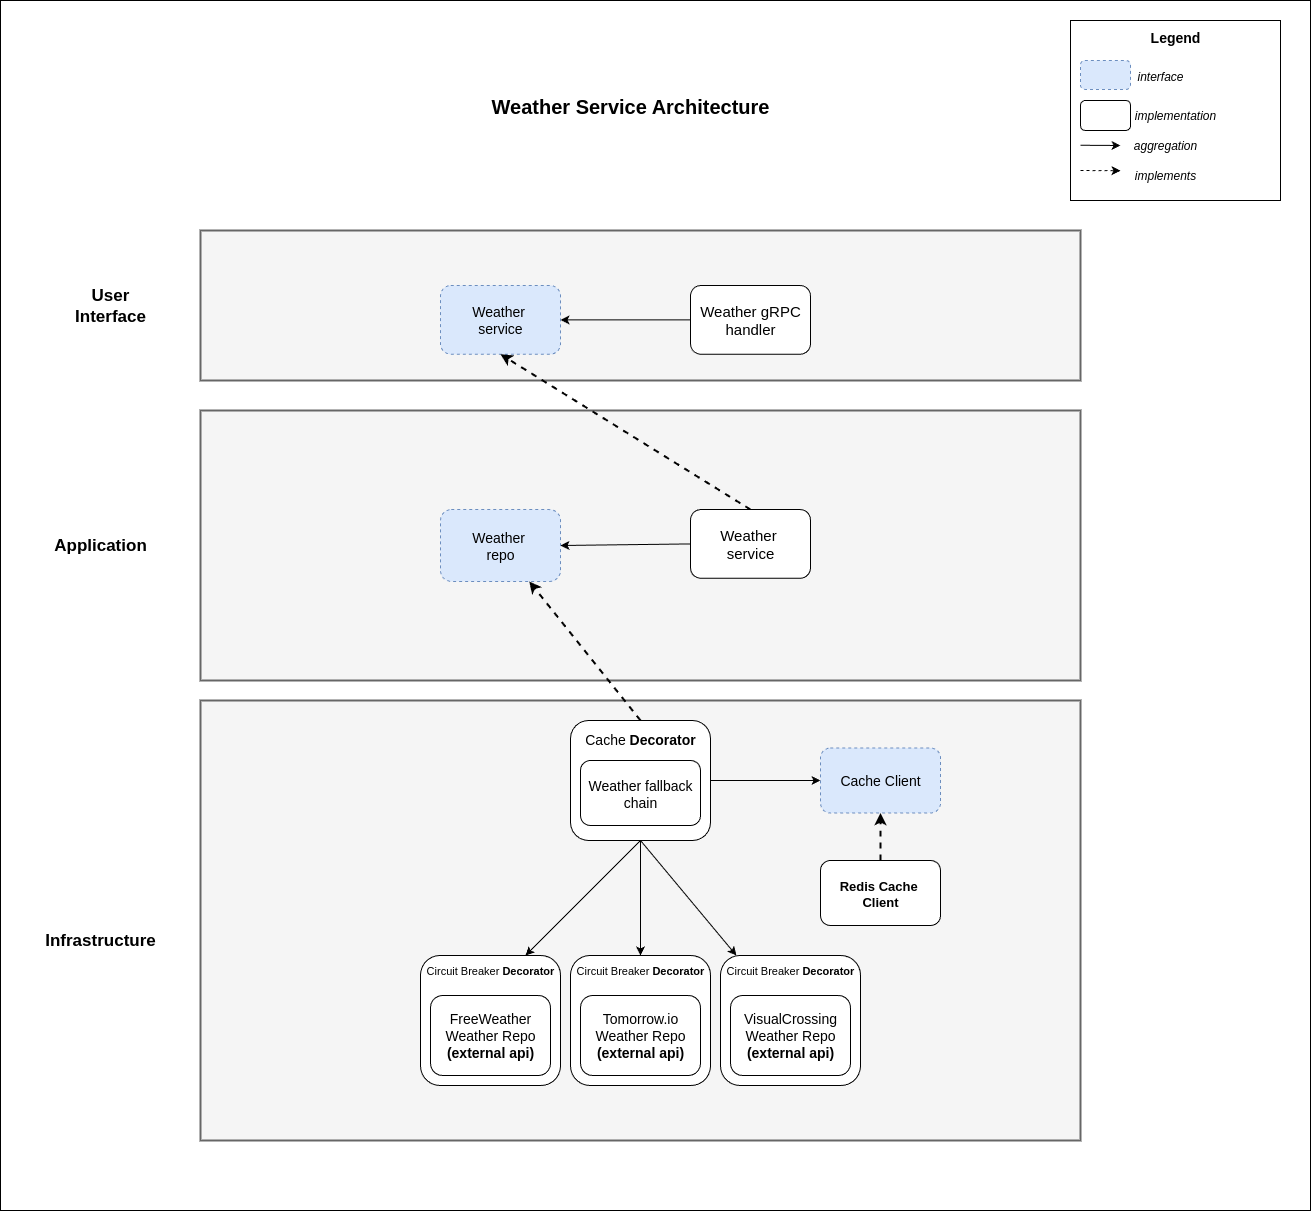 Legend
interface
implementation
aggregation
implements
Weather Service Architecture
User
Interface
Weather
service
Weather gRPC
handler
Application
Weather
repo
Weather
service
Infrastructure
Cache Decorator
Weather fallback
chain
Cache Client
Redis Cache
Client
Circuit Breaker Decorator
FreeWeather
Weather Repo
(external api)
Circuit Breaker Decorator
Tomorrow.io
Weather Repo
(external api)
Circuit Breaker Decorator
VisualCrossing
Weather Repo
(external api)